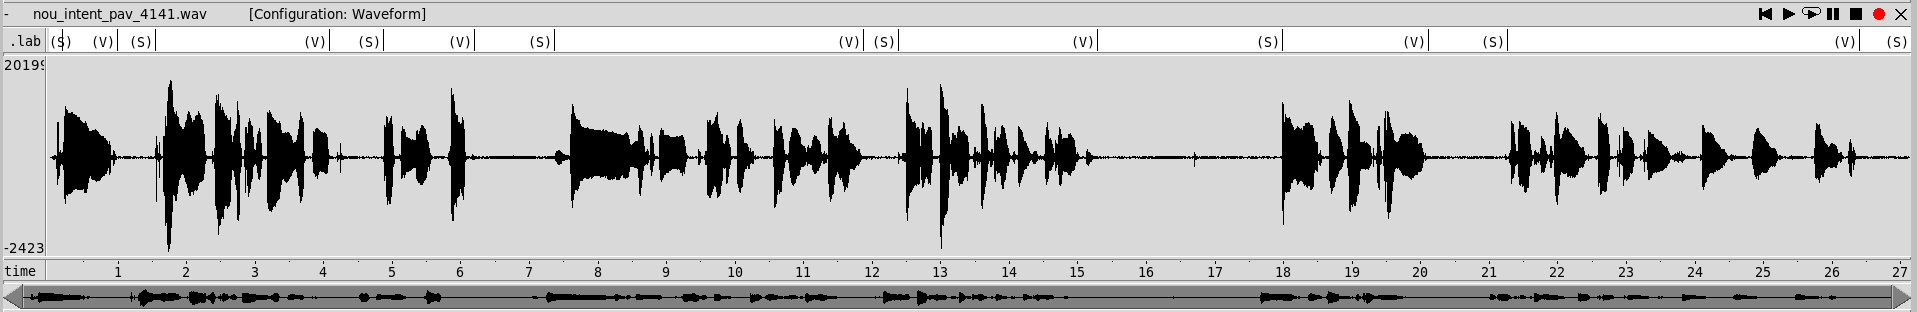 - nou_intent_pav_4141.wav [Configuration: Waveform]
.lab (S) (V) (S) (V) (S) (V) (S) (V) (S) (V) (S) (V) (S) (V) (S)
20199
-2423
time 1 2 3 4 5 6 7 8 9 10 11 12 13 14 15 16 17 18 19 20 21 22 23 24 25 26 27